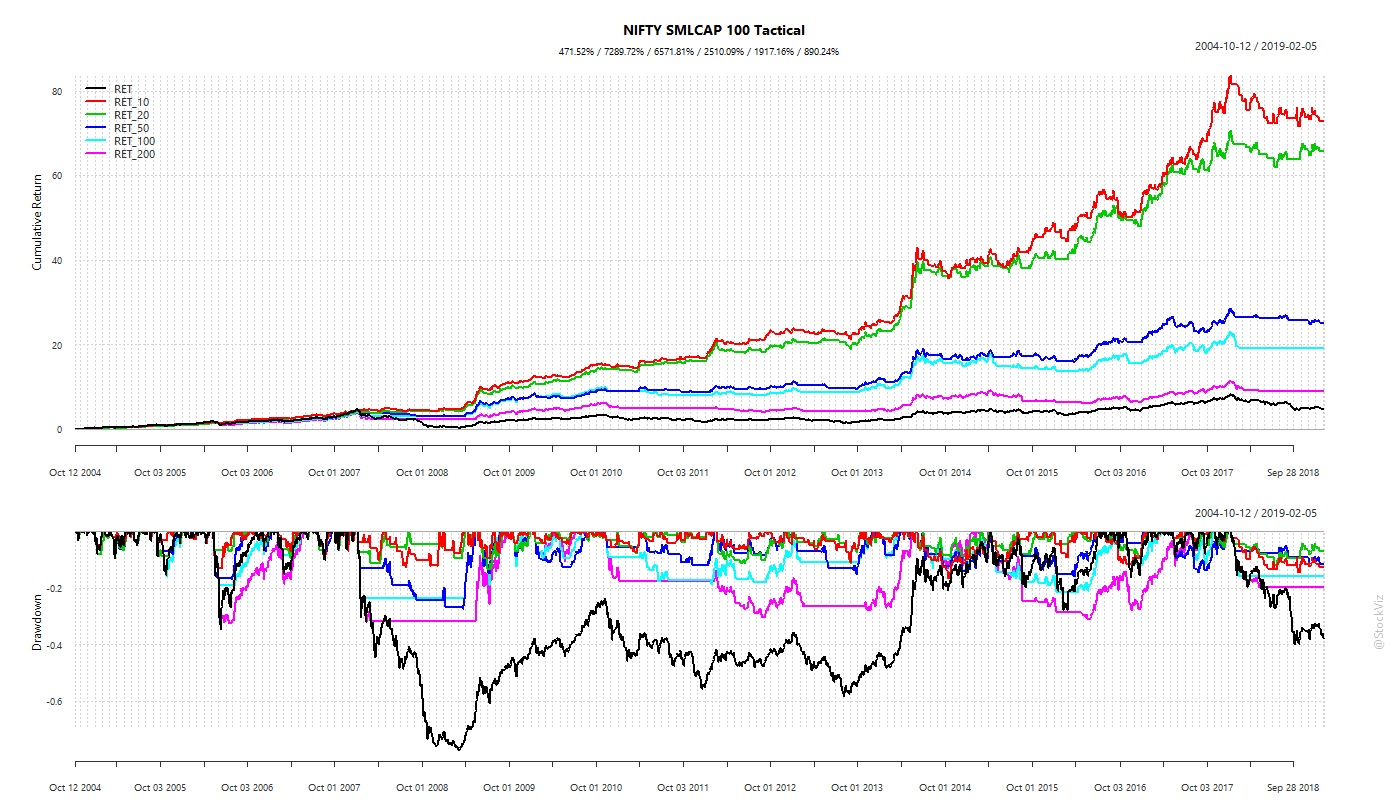 NIFTY SMLCAP 100 Tactical
471.52% / 7289.72% / 6571.81% / 2510.09% / 1917.16% / 890.24%
2004-10-12 / 2019-02-05
RET
RET_10
RET_20
RET_50
RET_100
RET_200
Cumulative Return
80
60
40
20
0
Oct 12 2004 Oct 03 2005 Oct 03 2006 Oct 01 2007 Oct 01 2008 Oct 01 2009 Oct 01 2010 Oct 03 2011 Oct 01 2012 Oct 01 2013 Oct 01 2014 Oct 01 2015 Oct 03 2016 Oct 03 2017 Sep 28 2018
2004-10-12 / 2019-02-05
Drawdown
-0.2
-0.4
-0.6
Oct 12 2004 Oct 03 2005 Oct 03 2006 Oct 01 2007 Oct 01 2008 Oct 01 2009 Oct 01 2010 Oct 03 2011 Oct 01 2012 Oct 01 2013 Oct 01 2014 Oct 01 2015 Oct 03 2016 Oct 03 2017 Sep 28 2018
@StockViz